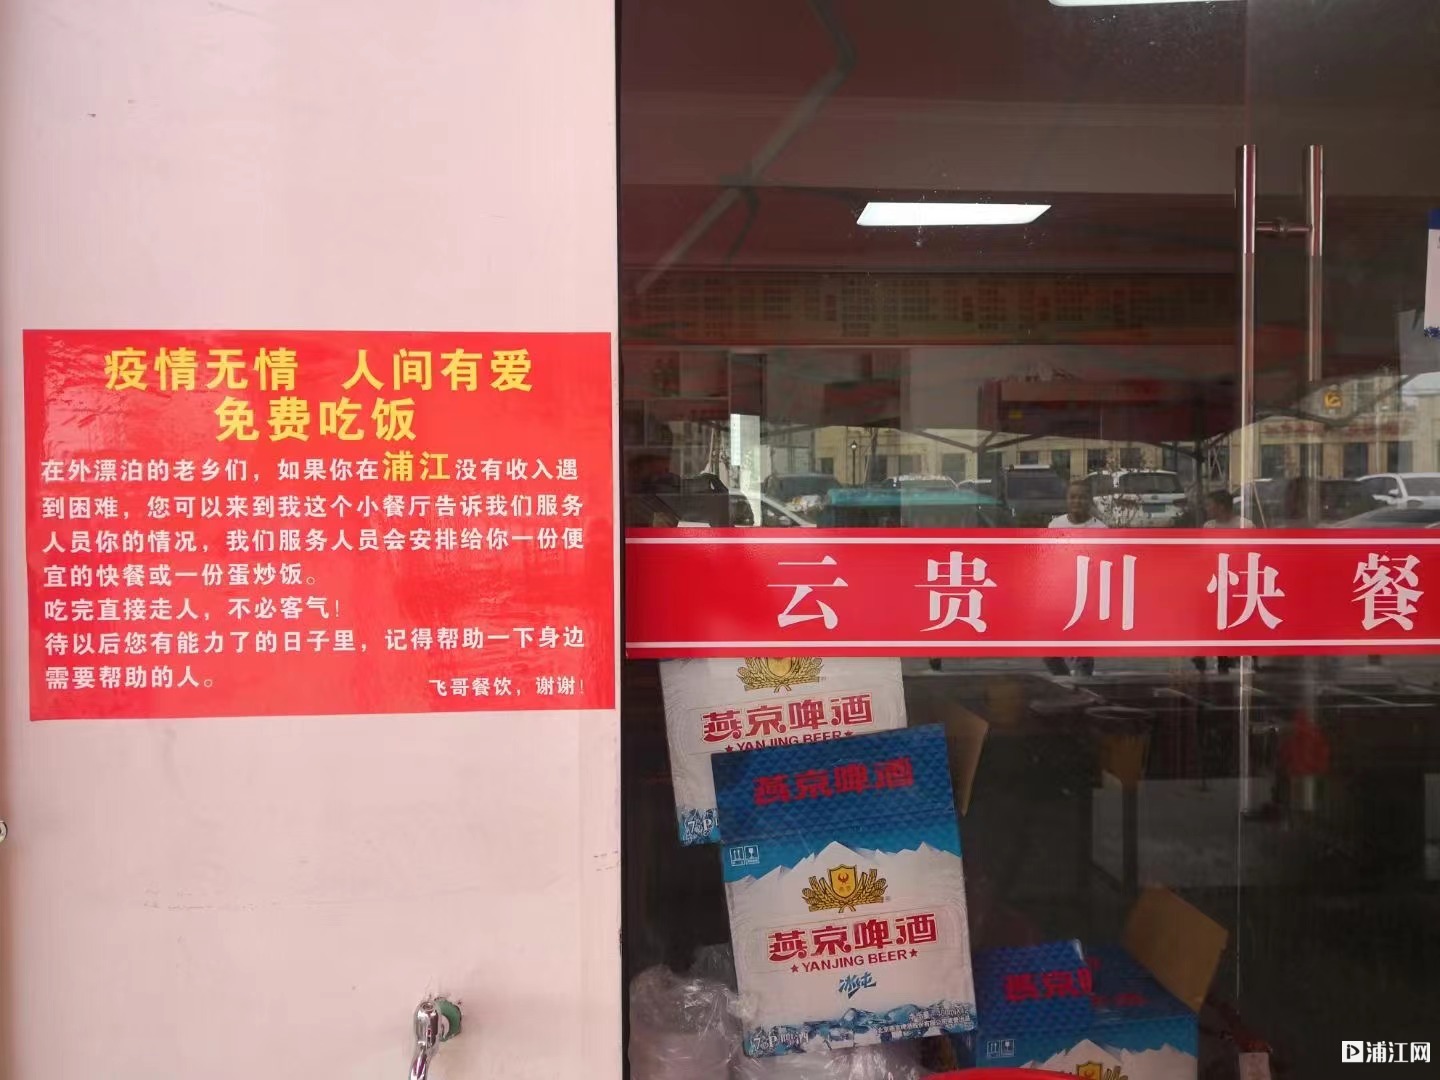 疫情无情 人间有爱
免费吃饭
在外漂泊的老乡们，如果你在浦江没有收入遇
到困难，您可以来到我这个小餐厅告诉我们服务
人员你的情况，我们服务人员会安排给你一份便
宜的快餐或一份蛋炒饭。
吃完直接走人，不必客气！
待以后您有能力了的日子里，记得帮助一下身边
需要帮助的人。
飞哥餐饮，谢谢！
云贵川快餐
燕京啤酒
YANJING BEER
燕京啤酒
燕京啤酒
YANJING BEER
冰纯
浦江网